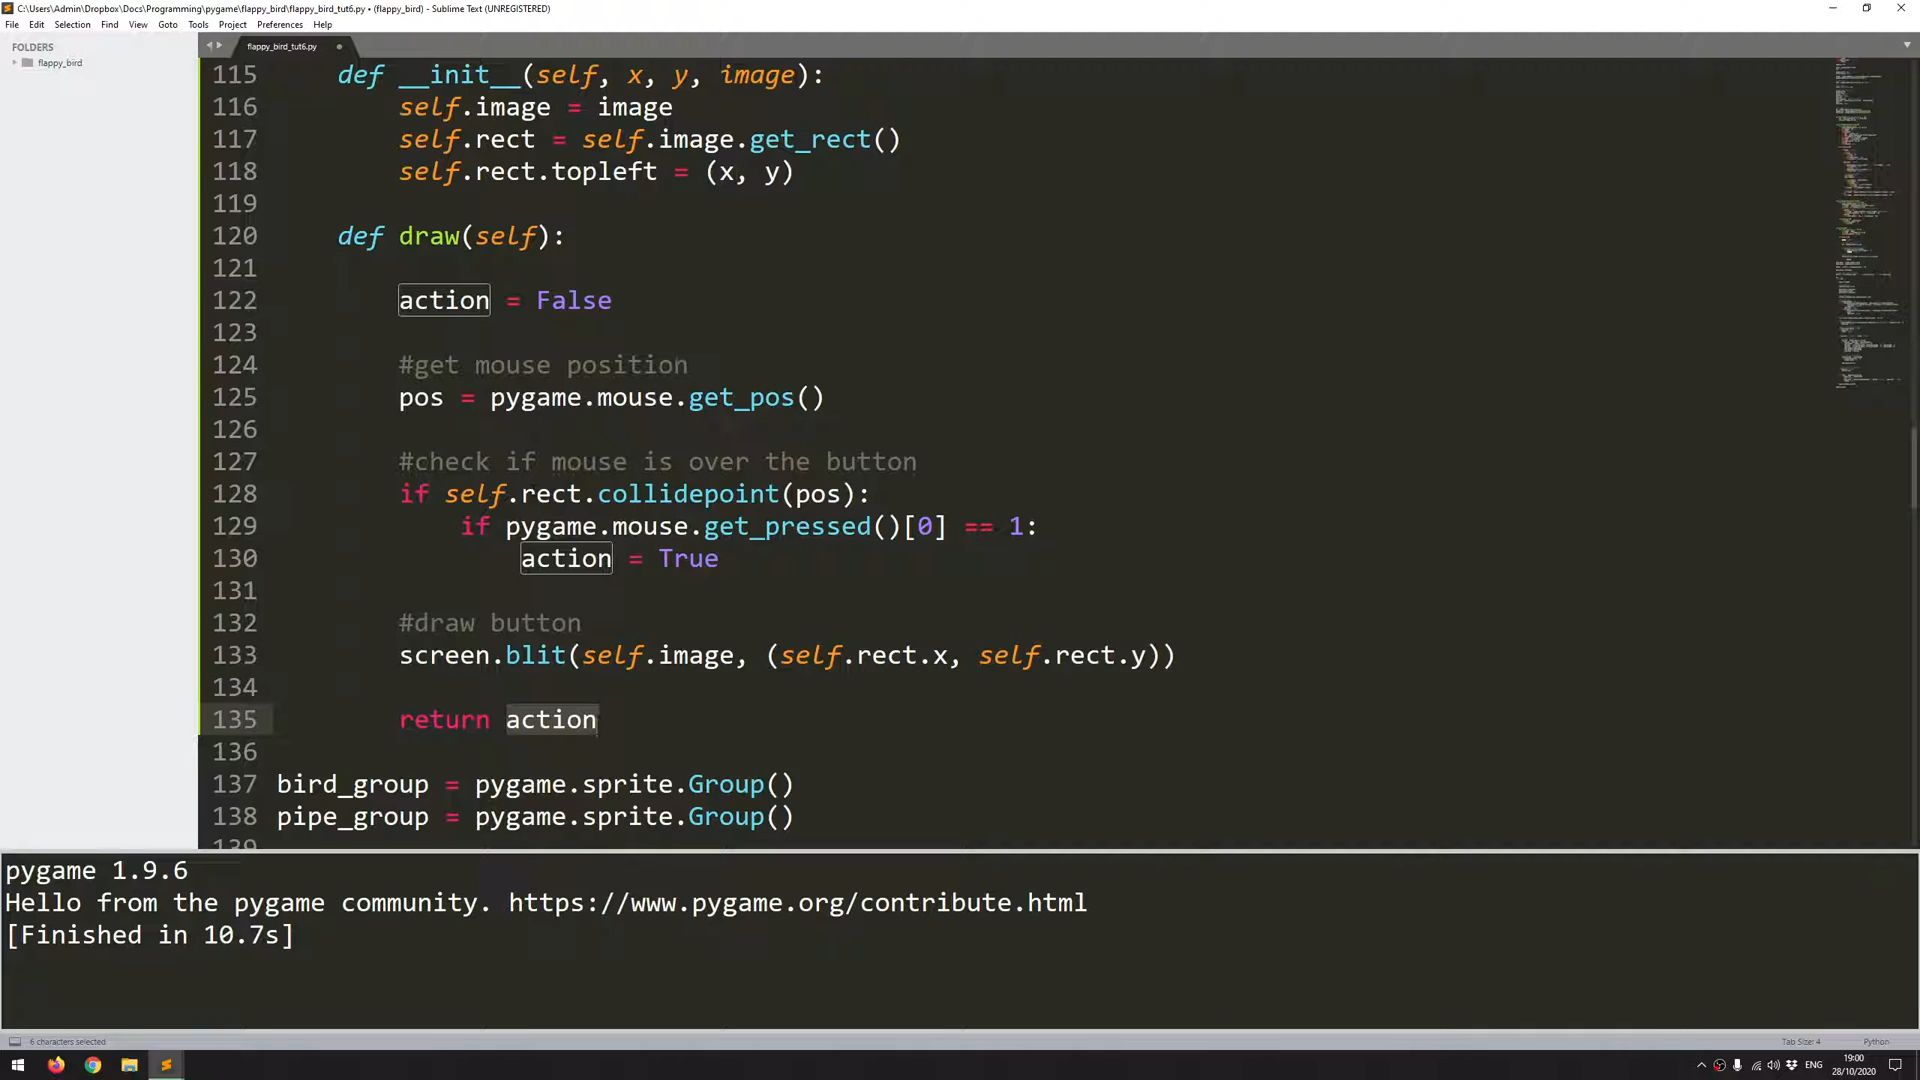 C:\Users\Admin\Dropbox\Docs\Programming\pygame\flappy_bird\flappy_bird_tut6.py • (flappy_bird) - Sublime Text (UNREGISTERED)
File Edit Selection Find View Goto Tools Project Preferences Help
FOLDERS
flappy_bird
flappy_bird_tut6.py
115 def __init__(self, x, y, image):
116 self.image = image
117 self.rect = self.image.get_rect()
118 self.rect.topleft = (x, y)
119
120 def draw(self):
121
122 action = False
123
124 #get mouse position
125 pos = pygame.mouse.get_pos()
126
127 #check if mouse is over the button
128 if self.rect.collidepoint(pos):
129 if pygame.mouse.get_pressed()[0] == 1:
130 action = True
131
132 #draw button
133 screen.blit(self.image, (self.rect.x, self.rect.y))
134
135 return action
136
137 bird_group = pygame.sprite.Group()
138 pipe_group = pygame.sprite.Group()
139
pygame 1.9.6
Hello from the pygame community. https://www.pygame.org/contribute.html
[Finished in 10.7s]
6 characters selected
Tab Size: 4
Python
ENG
19:00
28/10/2020